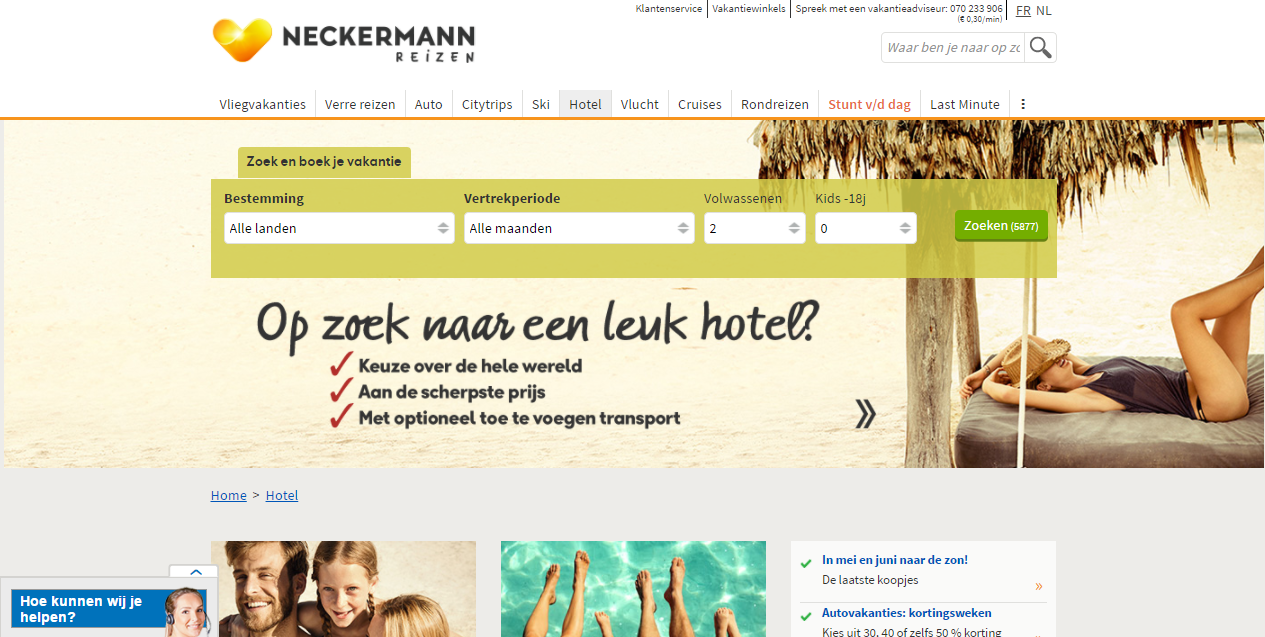 Klantenservice
Vakantiewinkels
Spreek met een vakantieadviseur: 070 233 906
(€ 0,30/min)
FR NL
NECKERMANN
REiZEN
Waar ben je naar op zo
Vliegvakanties
Verre reizen
Auto
Citytrips
Ski
Hotel
Vlucht
Cruises
Rondreizen
Stunt v/d dag
Last Minute
Zoek en boek je vakantie
Bestemming
Vertrekperiode
Volwassenen
Kids -18j
Alle landen
Alle maanden
2
0
Zoeken (5877)
Op zoek naar een leuk hotel?
Keuze over de hele wereld
Aan de scherpste prijs
Met optioneel toe te voegen transport
Home > Hotel
In mei en juni naar de zon!
De laatste koopjes
»
Autovakanties: kortingsweken
Kies uit 30, 40 of zelfs 50 % korting
Hoe kunnen wij je
helpen?